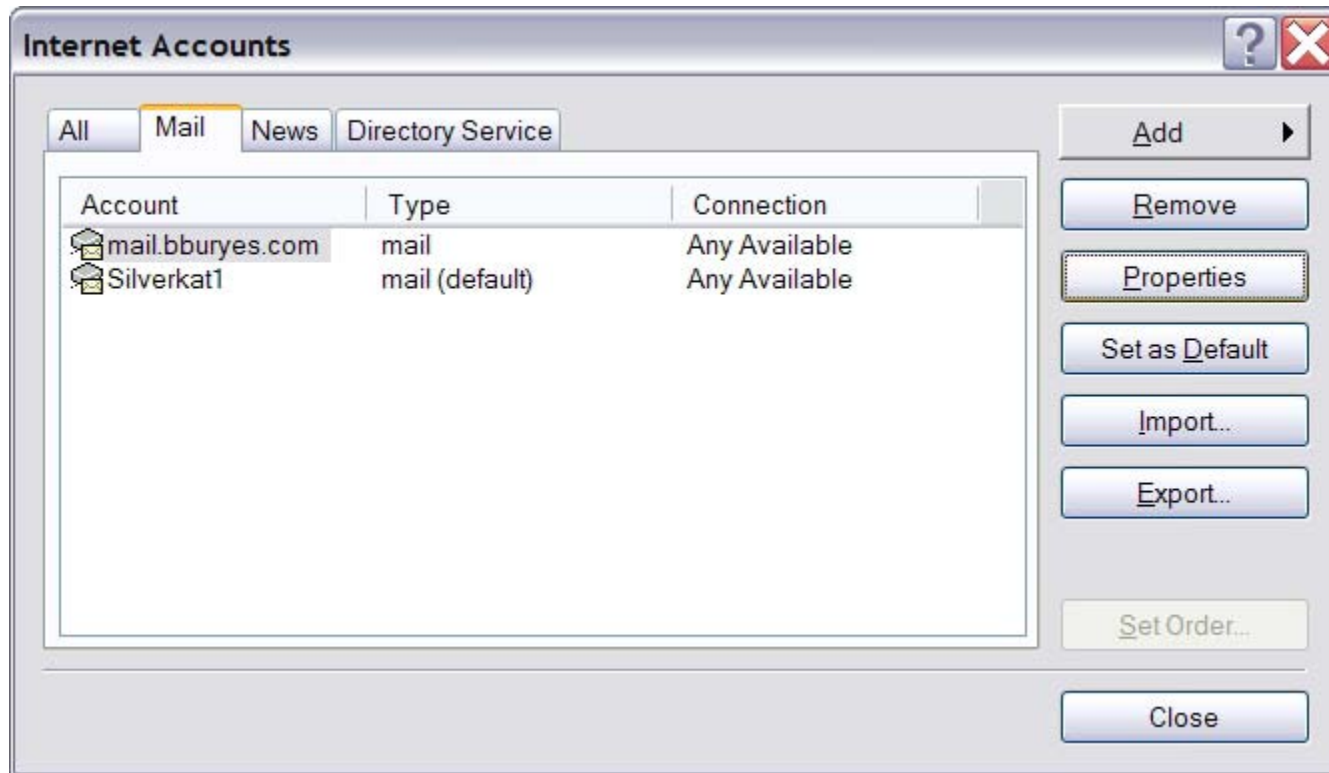 Internet Accounts
All Mail News Directory Service
Account Type Connection
mail.bburyes.com mail Any Available
Silverkat1 mail (default) Any Available
Add
Remove
Properties
Set as Default
Import...
Export...
Set Order...
Close